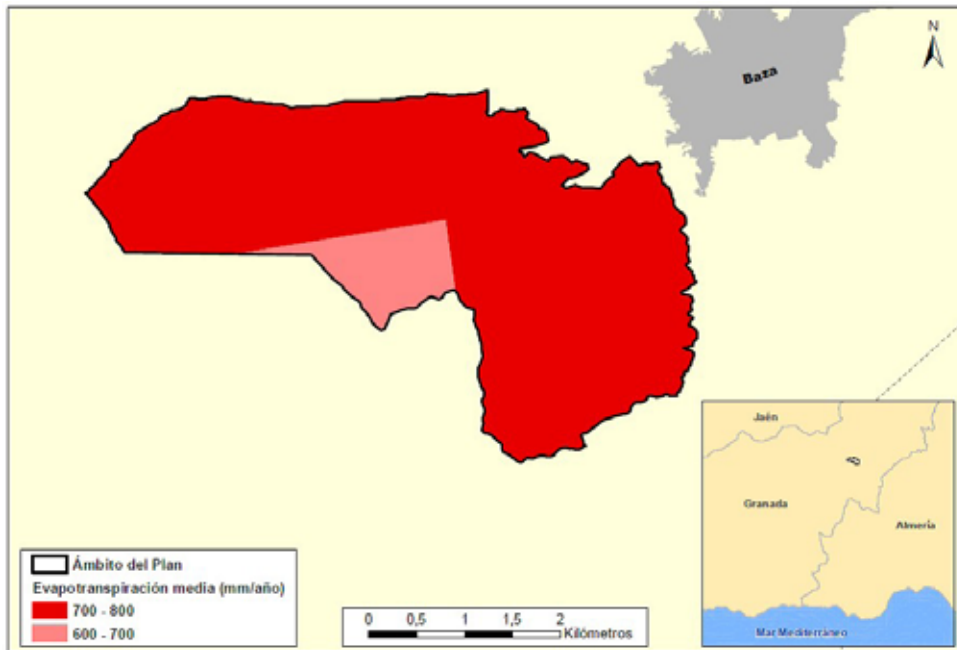 N
Baza
Jaén
Granada
Almería
Mar Mediterráneo
Ámbito del Plan
Evapotranspiración media (mm/año)
700 - 800
600 - 700
0 0,5 1 1,5 2
Kilómetros